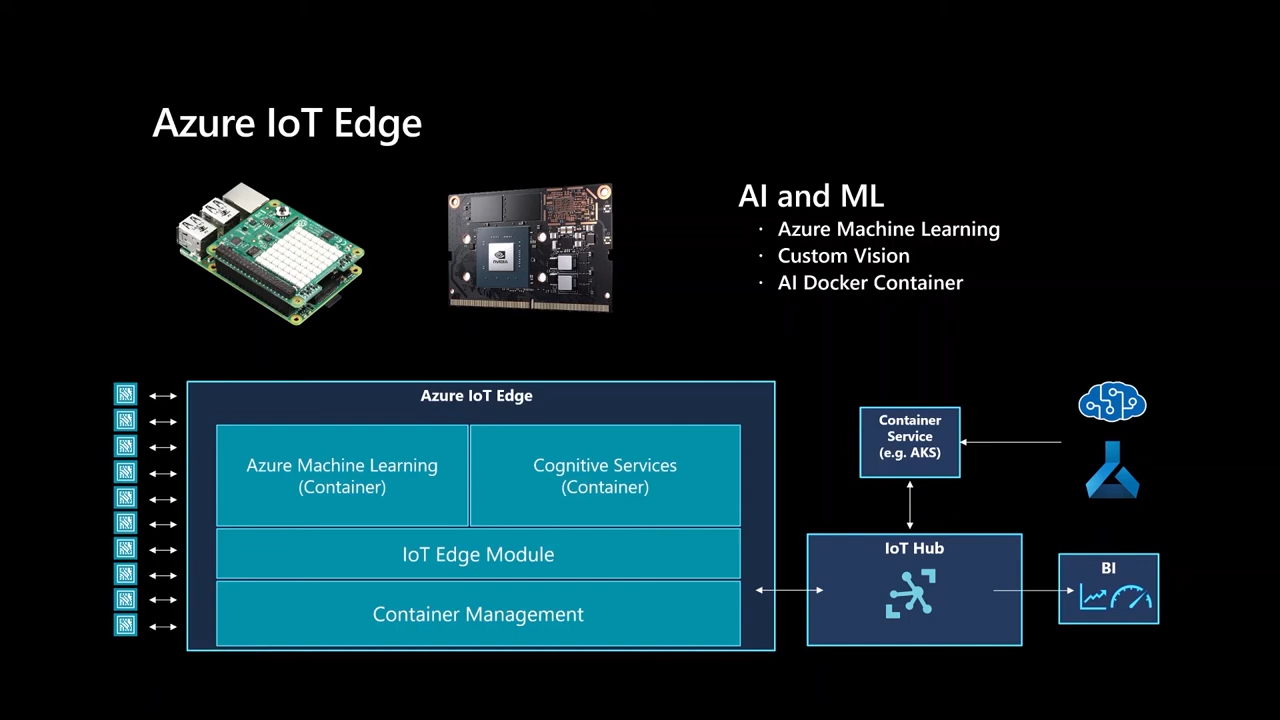 Azure IoT Edge
NVIDIA
AI and ML
· Azure Machine Learning
· Custom Vision
· AI Docker Container
Azure IoT Edge
Azure Machine Learning
(Container)
Cognitive Services
(Container)
IoT Edge Module
Container Management
Container
Service
(e.g. AKS)
IoT Hub
BI